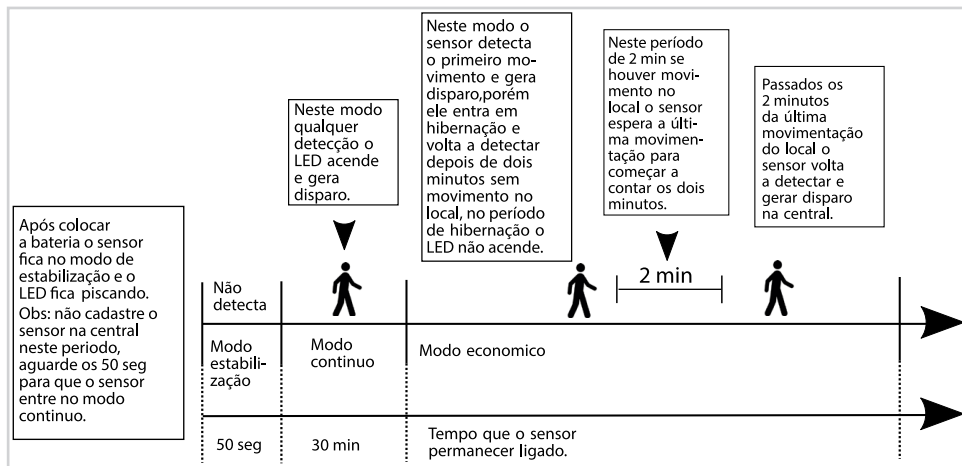 Após colocar
a bateria o sensor
fica no modo de
estabilização e o
LED fica piscando.
Obs: não cadastre o
sensor na central
neste periodo,
aguarde os 50 seg
para que o sensor
entre no modo
continuo.
Neste modo
qualquer
detecção o
LED acende
e gera
disparo.
Neste modo o
sensor detecta
o primeiro mo-
vimento e gera
disparo,porém
ele entra em
hibernação e
volta a detectar
depois de dois
minutos sem
movimento no
local, no período
de hibernação o
LED não acende.
Neste período
de 2 min se
houver movi-
mento no
local o sensor
espera a úl-
tima movimen-
tação para
começar a
contar os dois
minutos.
Passados os
2 minutos
da última
movimentação
do local o
sensor volta
a detectar e
gerar disparo
na central.
2 min
Não
detecta
Modo
estabili-
zação
Modo
continuo
Modo economico
50 seg
30 min
Tempo que o sensor
permanecer ligado.